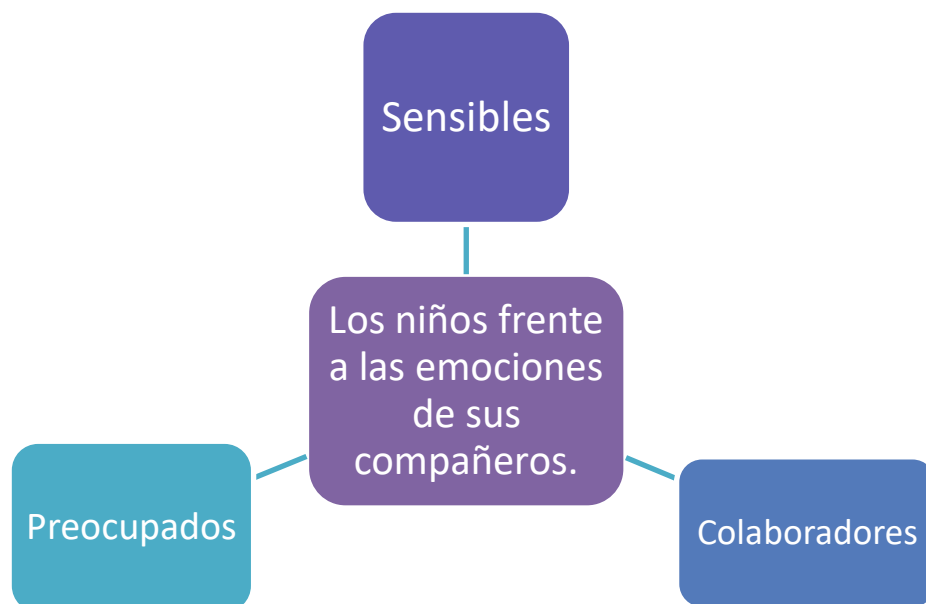 Sensibles
Los niños frente
a las emociones
de sus
compañeros.
Preocupados
Colaboradores